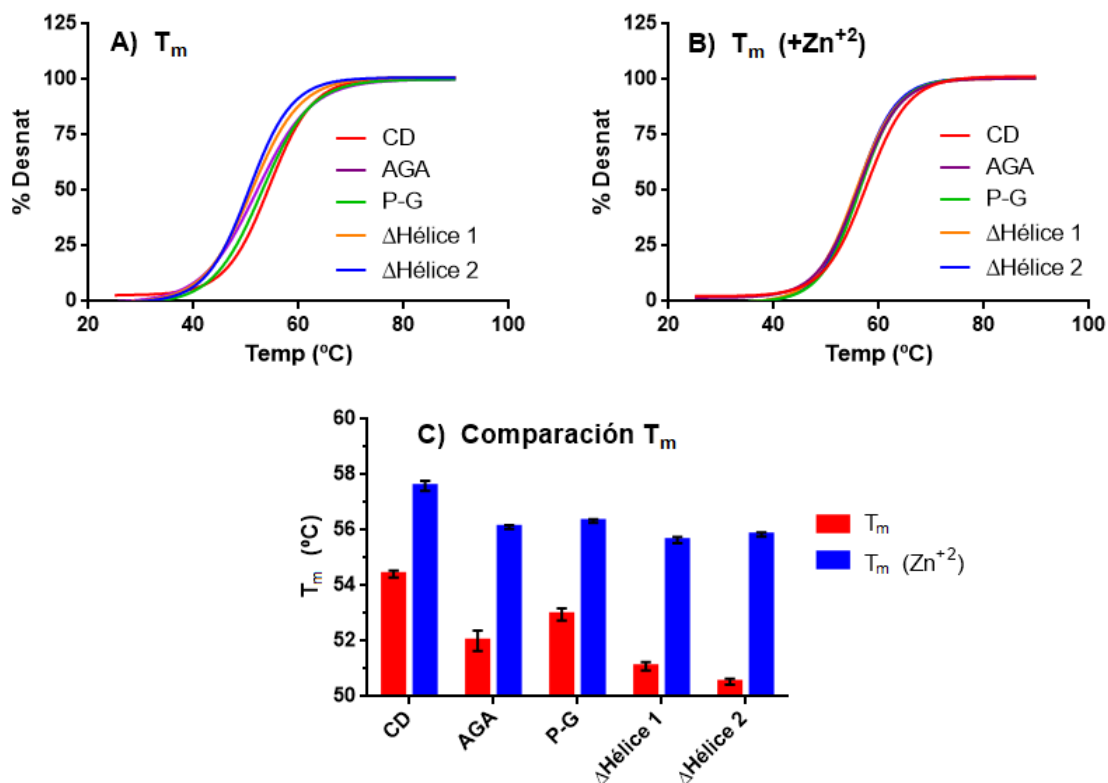 A) Tm
% Desnat
125
100
75
50
25
0
20
40
60
80
100
Temp (ºC)
CD
AGA
P-G
ΔHélice 1
ΔHélice 2
B) Tm (+Zn+2)
% Desnat
125
100
75
50
25
0
20
40
60
80
100
Temp (ºC)
CD
AGA
P-G
ΔHélice 1
ΔHélice 2
C) Comparación Tm
Tm (ºC)
60
58
56
54
52
50
CD
AGA
P-G
ΔHélice 1
ΔHélice 2
Tm
Tm (Zn+2)